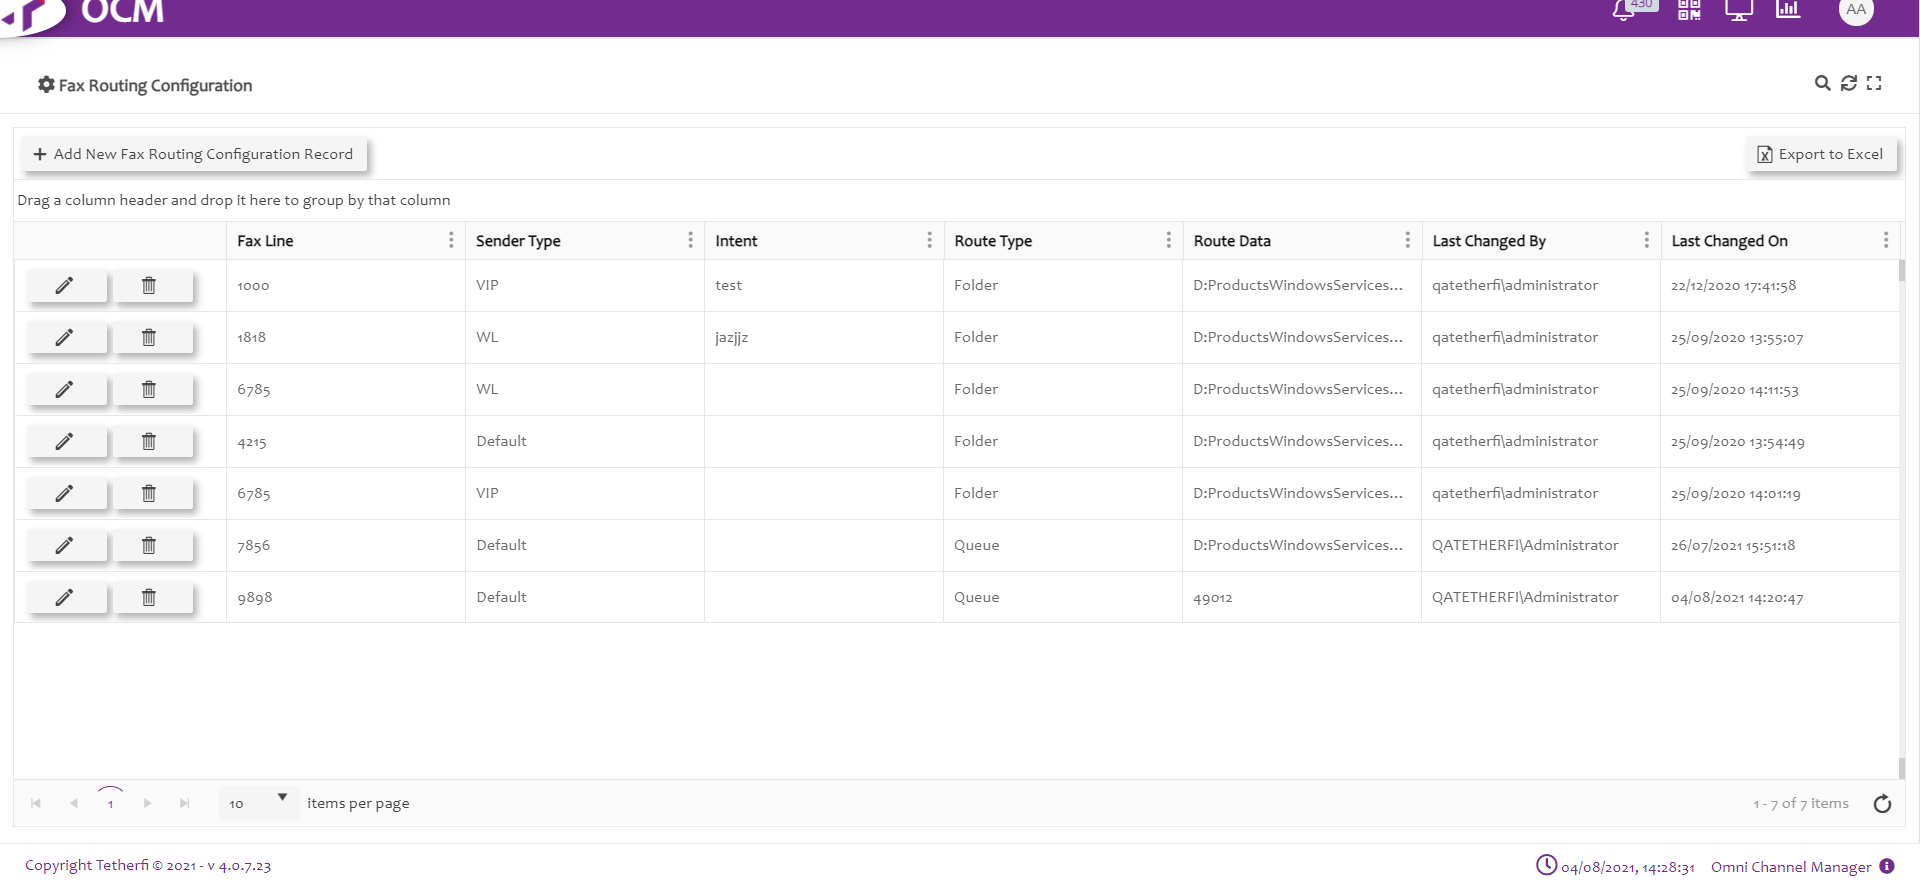 OCM
430
AA
Fax Routing Configuration
+ Add New Fax Routing Configuration Record
Export to Excel
Drag a column header and drop it here to group by that column
Fax Line Sender Type Intent Route Type Route Data Last Changed By Last Changed On
1000 VIP test Folder D:ProductsWindowsServices... qatetherfi\administrator 22/12/2020 17:41:58
1818 WL jazjjz Folder D:ProductsWindowsServices... qatetherfi\administrator 25/09/2020 13:55:07
6785 WL Folder D:ProductsWindowsServices... qatetherfi\administrator 25/09/2020 14:11:53
4215 Default Folder D:ProductsWindowsServices... qatetherfi\administrator 25/09/2020 13:54:49
6785 VIP Folder D:ProductsWindowsServices... qatetherfi\administrator 25/09/2020 14:01:19
7856 Default Queue D:ProductsWindowsServices... QATETHERFI\Administrator 26/07/2021 15:51:18
9898 Default Queue 49012 QATETHERFI\Administrator 04/08/2021 14:20:47
1 10 items per page 1 - 7 of 7 items
Copyright Tetherfi © 2021 - v 4.0.7.23 04/08/2021, 14:28:31 Omni Channel Manager